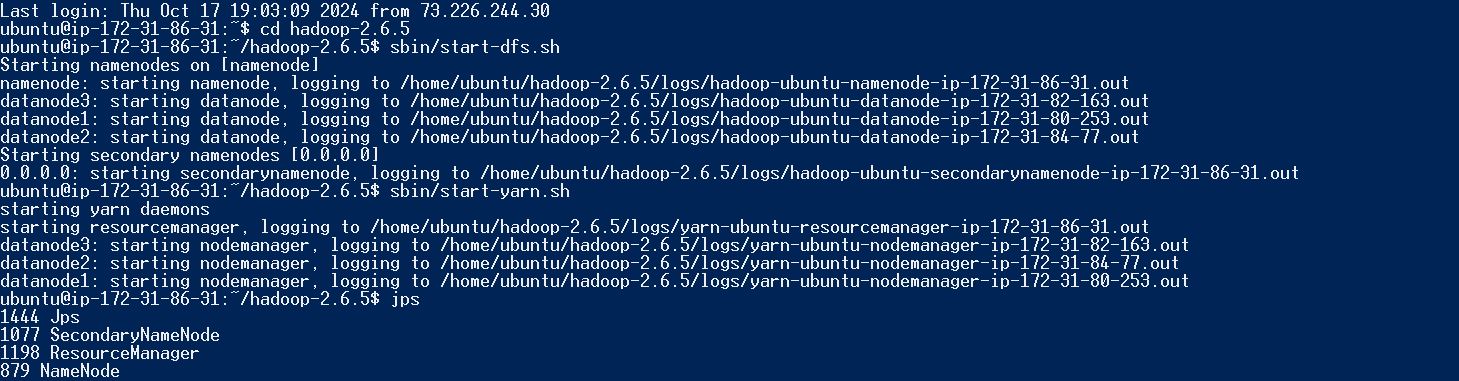 Last login: Thu Oct 17 19:03:09 2024 from 73.226.244.30
ubuntu@ip-172-31-86-31:~$ cd hadoop-2.6.5
ubuntu@ip-172-31-86-31:~/hadoop-2.6.5$ sbin/start-dfs.sh
Starting namenodes on [namenode]
namenode: starting namenode, logging to /home/ubuntu/hadoop-2.6.5/logs/hadoop-ubuntu-namenode-ip-172-31-86-31.out
datanode3: starting datanode, logging to /home/ubuntu/hadoop-2.6.5/logs/hadoop-ubuntu-datanode-ip-172-31-82-163.out
datanode1: starting datanode, logging to /home/ubuntu/hadoop-2.6.5/logs/hadoop-ubuntu-datanode-ip-172-31-80-253.out
datanode2: starting datanode, logging to /home/ubuntu/hadoop-2.6.5/logs/hadoop-ubuntu-datanode-ip-172-31-84-77.out
Starting secondary namenodes [0.0.0.0]
0.0.0.0: starting secondarynamenode, logging to /home/ubuntu/hadoop-2.6.5/logs/hadoop-ubuntu-secondarynamenode-ip-172-31-86-31.out
ubuntu@ip-172-31-86-31:~/hadoop-2.6.5$ sbin/start-yarn.sh
starting yarn daemons
starting resourcemanager, logging to /home/ubuntu/hadoop-2.6.5/logs/yarn-ubuntu-resourcemanager-ip-172-31-86-31.out
datanode3: starting nodemanager, logging to /home/ubuntu/hadoop-2.6.5/logs/yarn-ubuntu-nodemanager-ip-172-31-82-163.out
datanode2: starting nodemanager, logging to /home/ubuntu/hadoop-2.6.5/logs/yarn-ubuntu-nodemanager-ip-172-31-84-77.out
datanode1: starting nodemanager, logging to /home/ubuntu/hadoop-2.6.5/logs/yarn-ubuntu-nodemanager-ip-172-31-80-253.out
ubuntu@ip-172-31-86-31:~/hadoop-2.6.5$ jps
1444 Jps
1077 SecondaryNameNode
1198 ResourceManager
879 NameNode